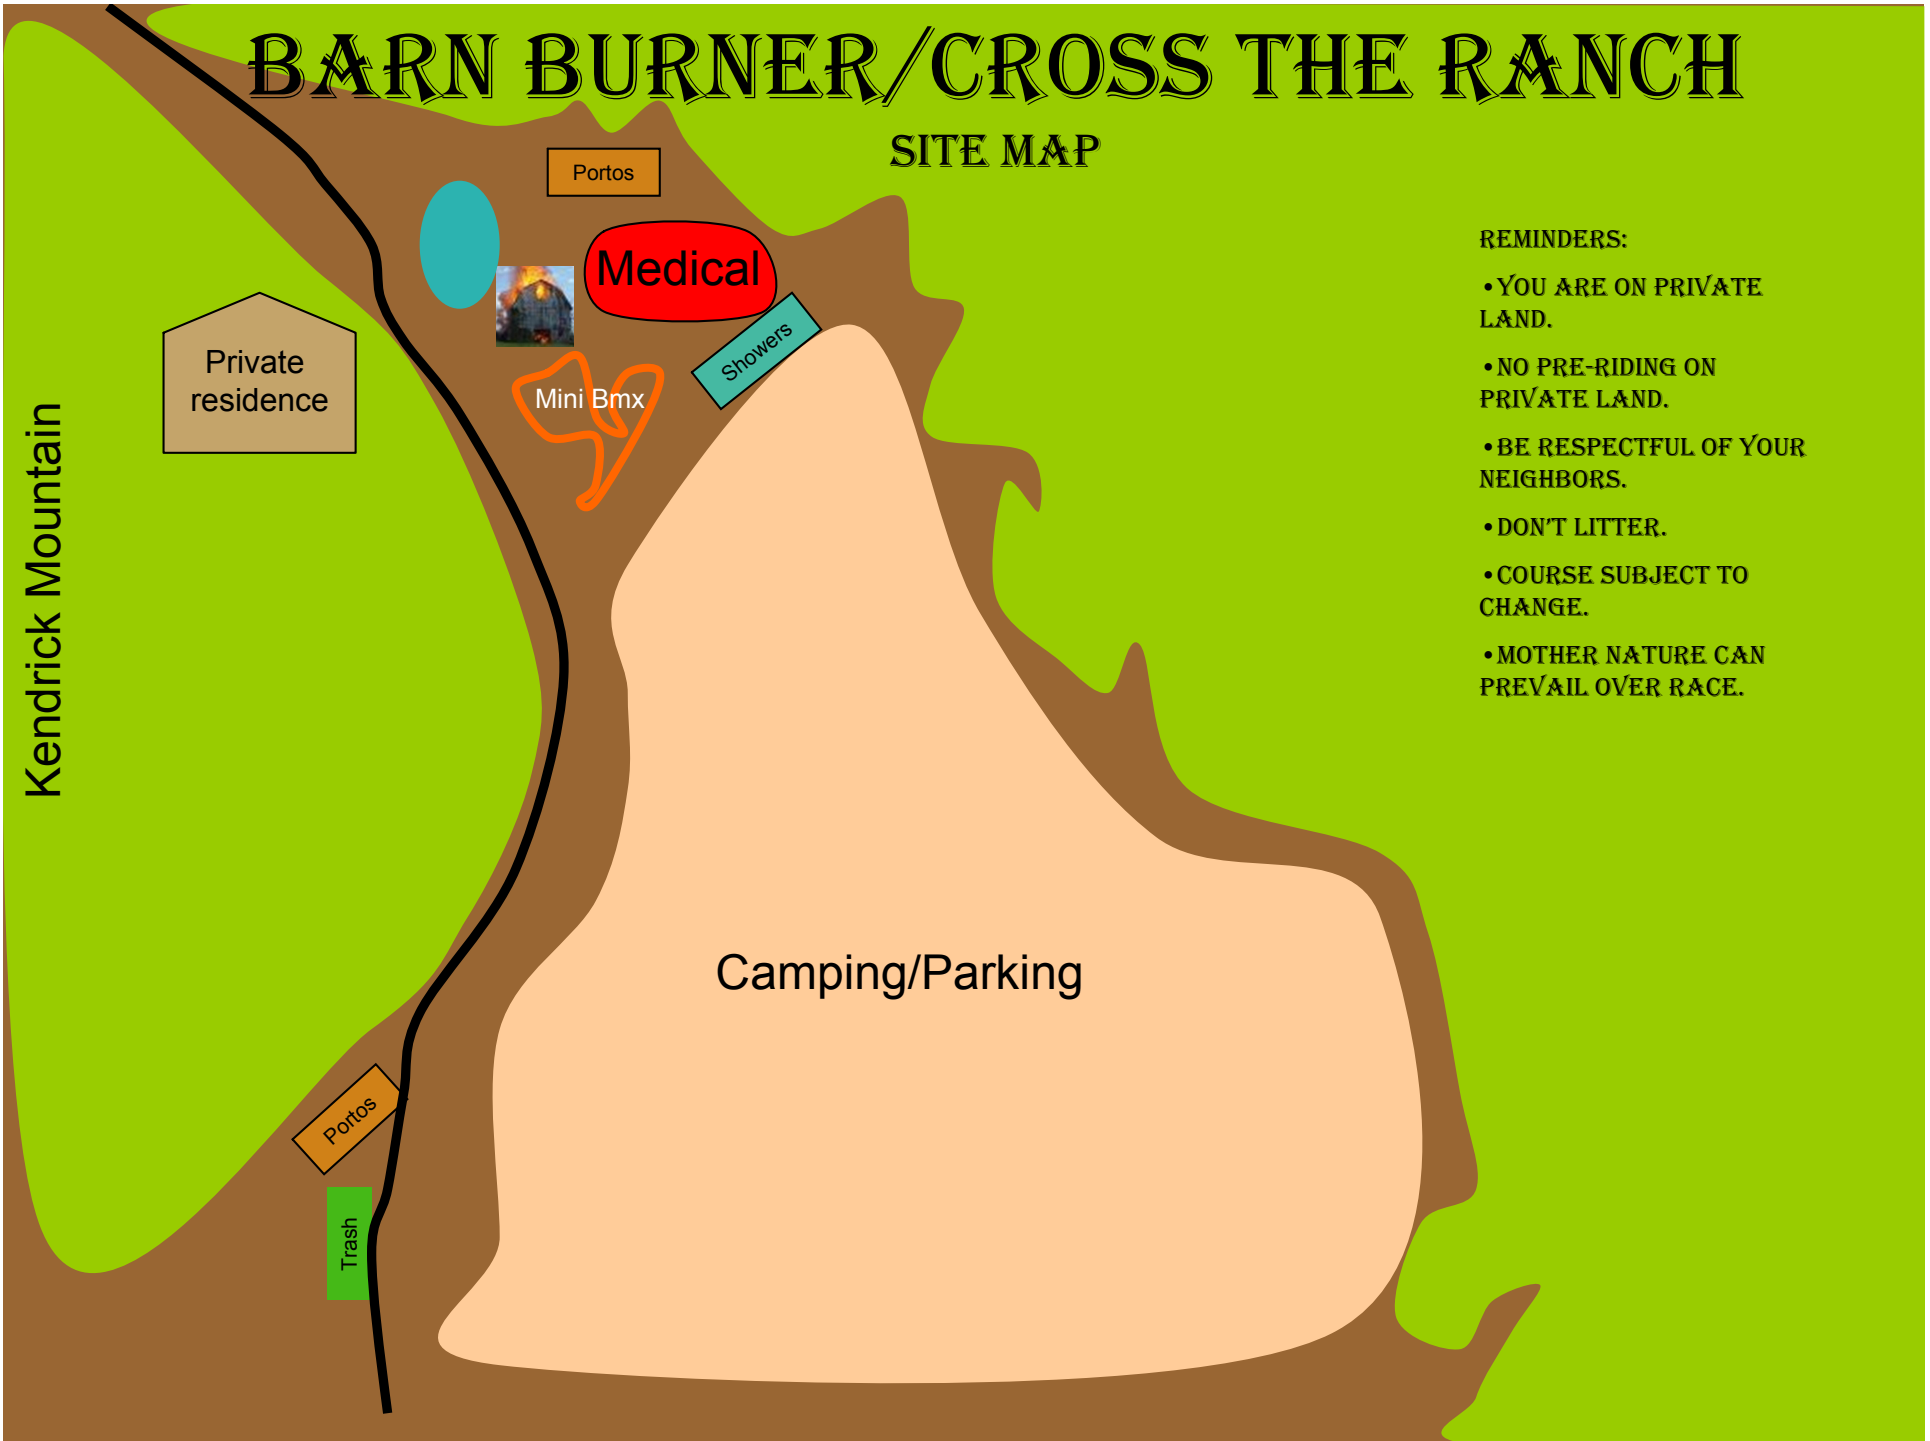 BARN BURNER/CROSS THE RANCH
SITE MAP
Portos
Medical
Showers
Private
residence
Mini Bmx
Kendrick Mountain
REMINDERS:
•YOU ARE ON PRIVATE
LAND.
•NO PRE-RIDING ON
PRIVATE LAND.
•BE RESPECTFUL OF YOUR
NEIGHBORS.
•DON'T LITTER.
•COURSE SUBJECT TO
CHANGE.
•MOTHER NATURE CAN
PREVAIL OVER RACE.
Camping/Parking
Portos
Trash